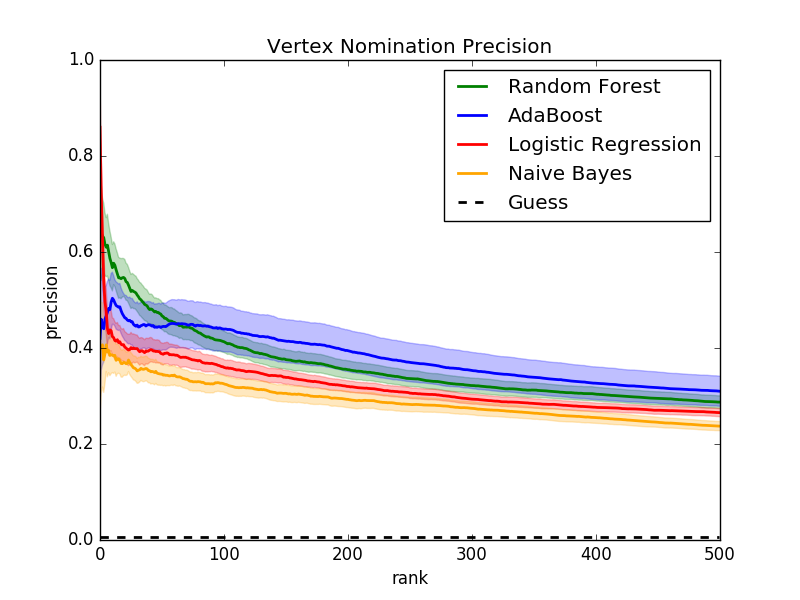 Vertex Nomination Precision
1.0
0.8
0.6
0.4
0.2
0.0
precision
Random Forest
AdaBoost
Logistic Regression
Naive Bayes
Guess
0 100 200 300 400 500
rank